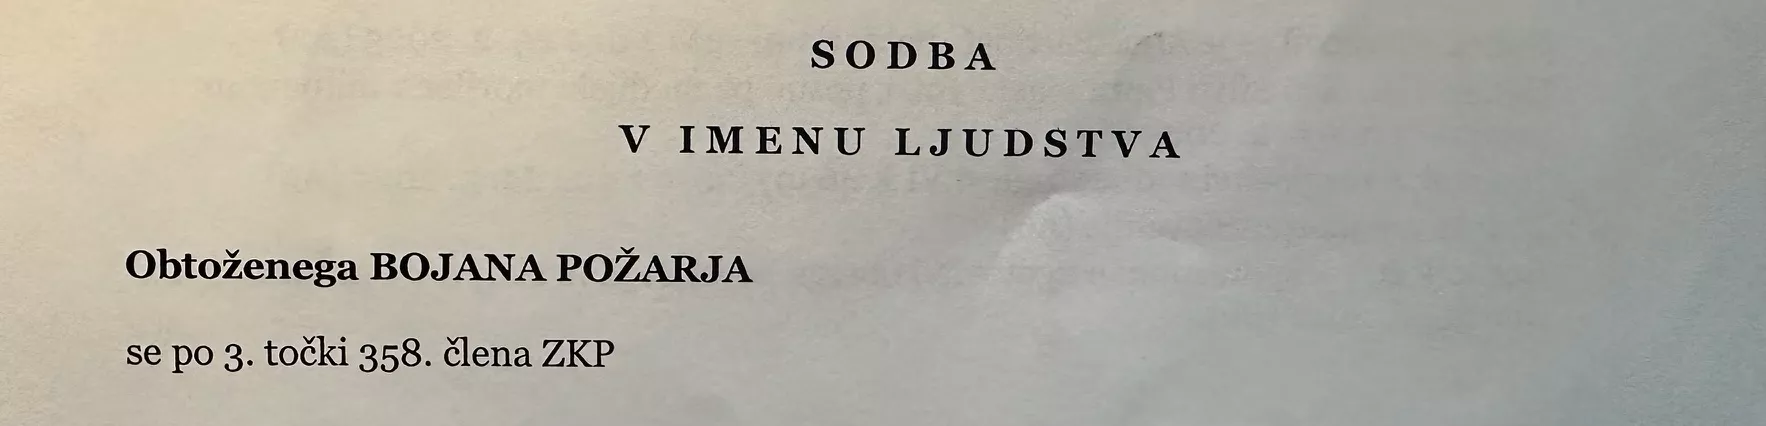 SODBA
V IMENU LJUDSTVA
Obtoženega BOJANA POŽARJA
se po 3. točki 358. člena ZKP